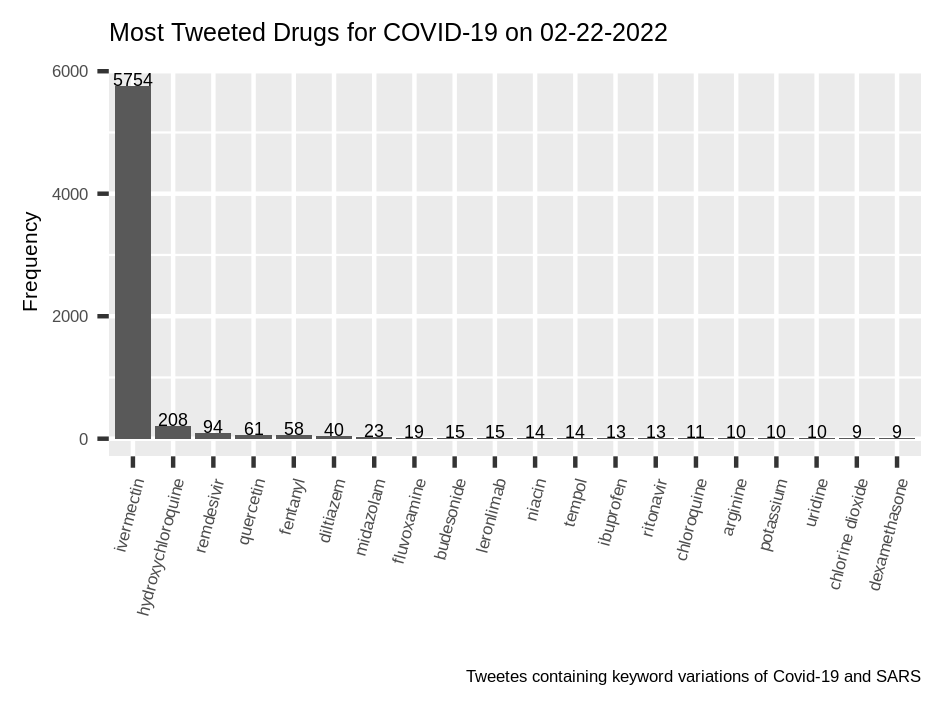 Most Tweeted Drugs for COVID-19 on 02-22-2022
Frequency
6000
4000
2000
0
5754
208
94
61
58
40
23
19
15
15
14
14
13
13
11
10
10
10
9
9
ivermectin
hydroxychloroquine
remdesivir
quercetin
fentanyl
diltiazem
midazolam
fluvoxamine
budesonide
leronlimab
niacin
tempol
ibuprofen
ritonavir
chloroquine
arginine
potassium
uridine
chlorine dioxide
dexamethasone
Tweetes containing keyword variations of Covid-19 and SARS